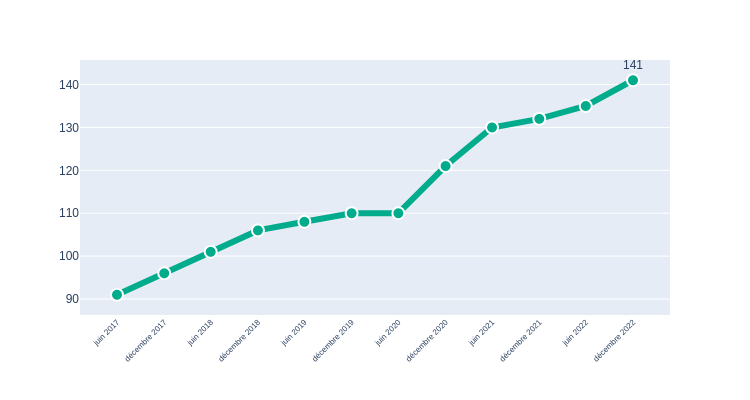 141
140
130
120
110
100
90
juin 2017
décembre 2017
juin 2018
décembre 2018
juin 2019
décembre 2019
juin 2020
décembre 2020
juin 2021
décembre 2021
juin 2022
décembre 2022